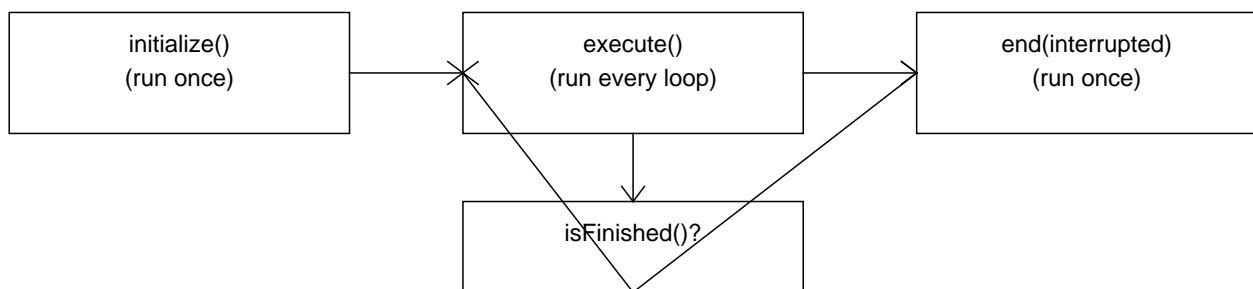 initialize()
(run once)
execute()
(run every loop)
end(interrupted)
(run once)
isFinished()?